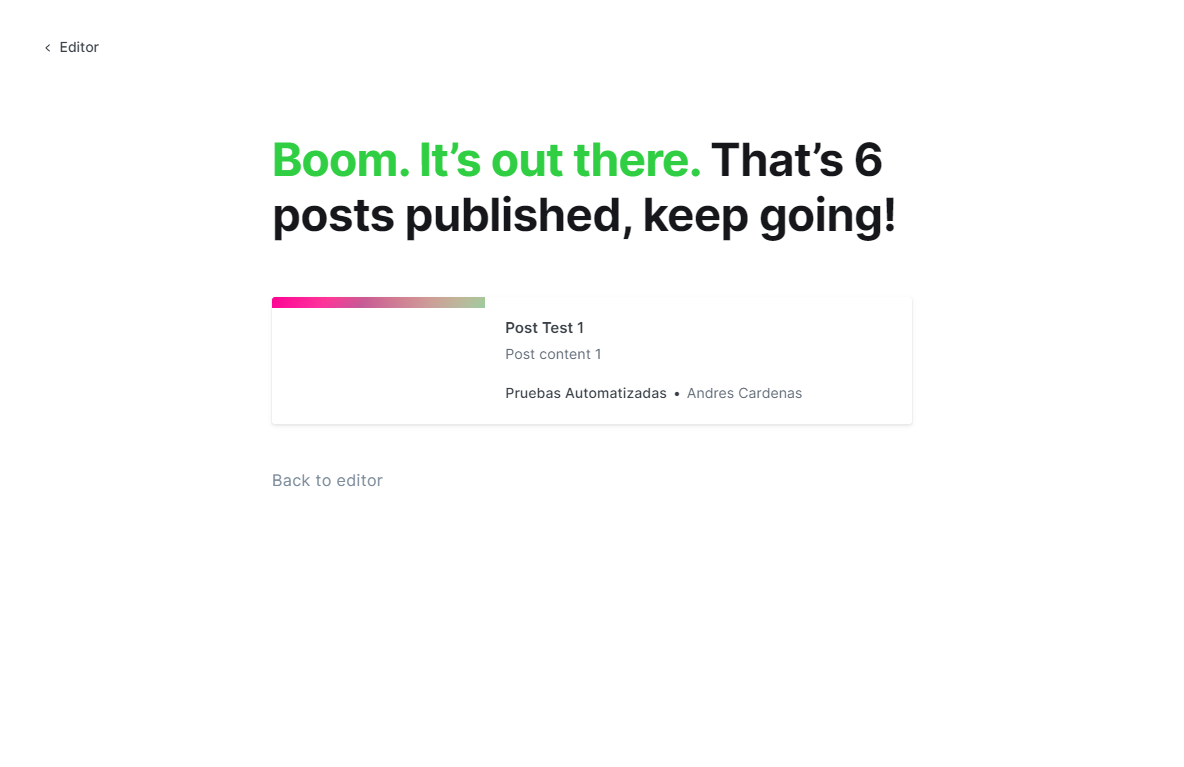 Editor
Boom. It’s out there. That’s 6
posts published, keep going!
Post Test 1
Post content 1
Pruebas Automatizadas • Andres Cardenas
Back to editor